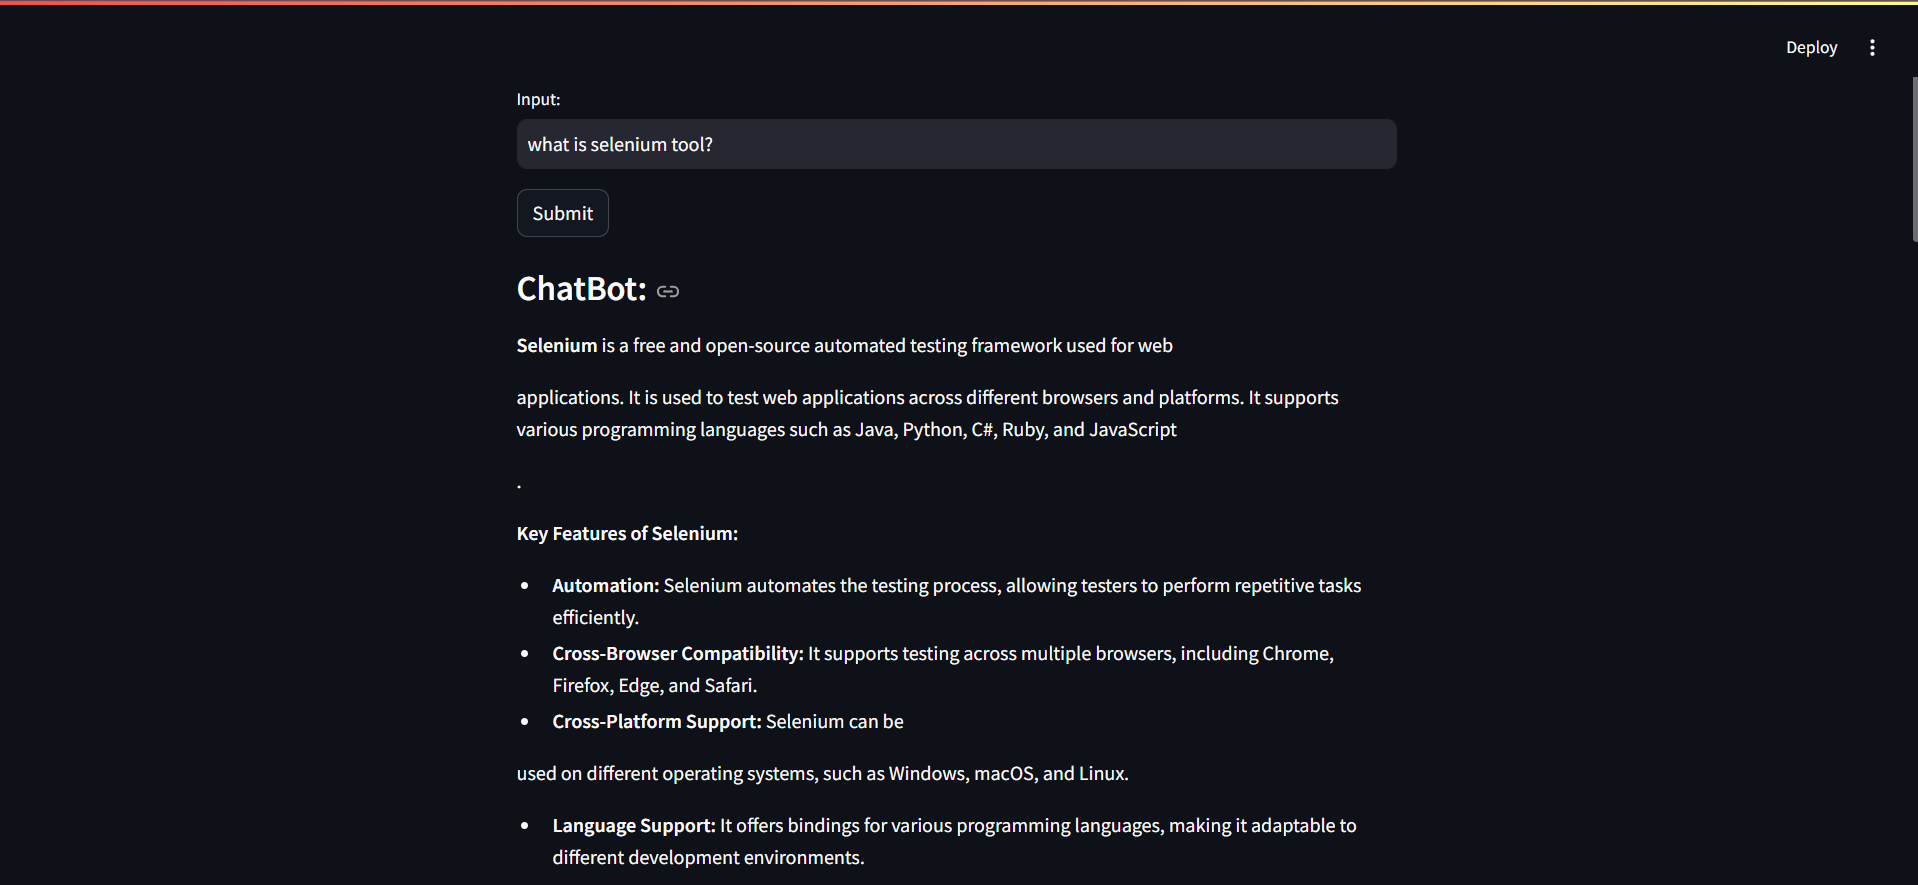 Deploy
Input:
what is selenium tool?
Submit
ChatBot:
Selenium is a free and open-source automated testing framework used for web
applications. It is used to test web applications across different browsers and platforms. It supports
various programming languages such as Java, Python, C#, Ruby, and JavaScript
.
Key Features of Selenium:
• Automation: Selenium automates the testing process, allowing testers to perform repetitive tasks
efficiently.
• Cross-Browser Compatibility: It supports testing across multiple browsers, including Chrome,
Firefox, Edge, and Safari.
• Cross-Platform Support: Selenium can be
used on different operating systems, such as Windows, macOS, and Linux.
• Language Support: It offers bindings for various programming languages, making it adaptable to
different development environments.